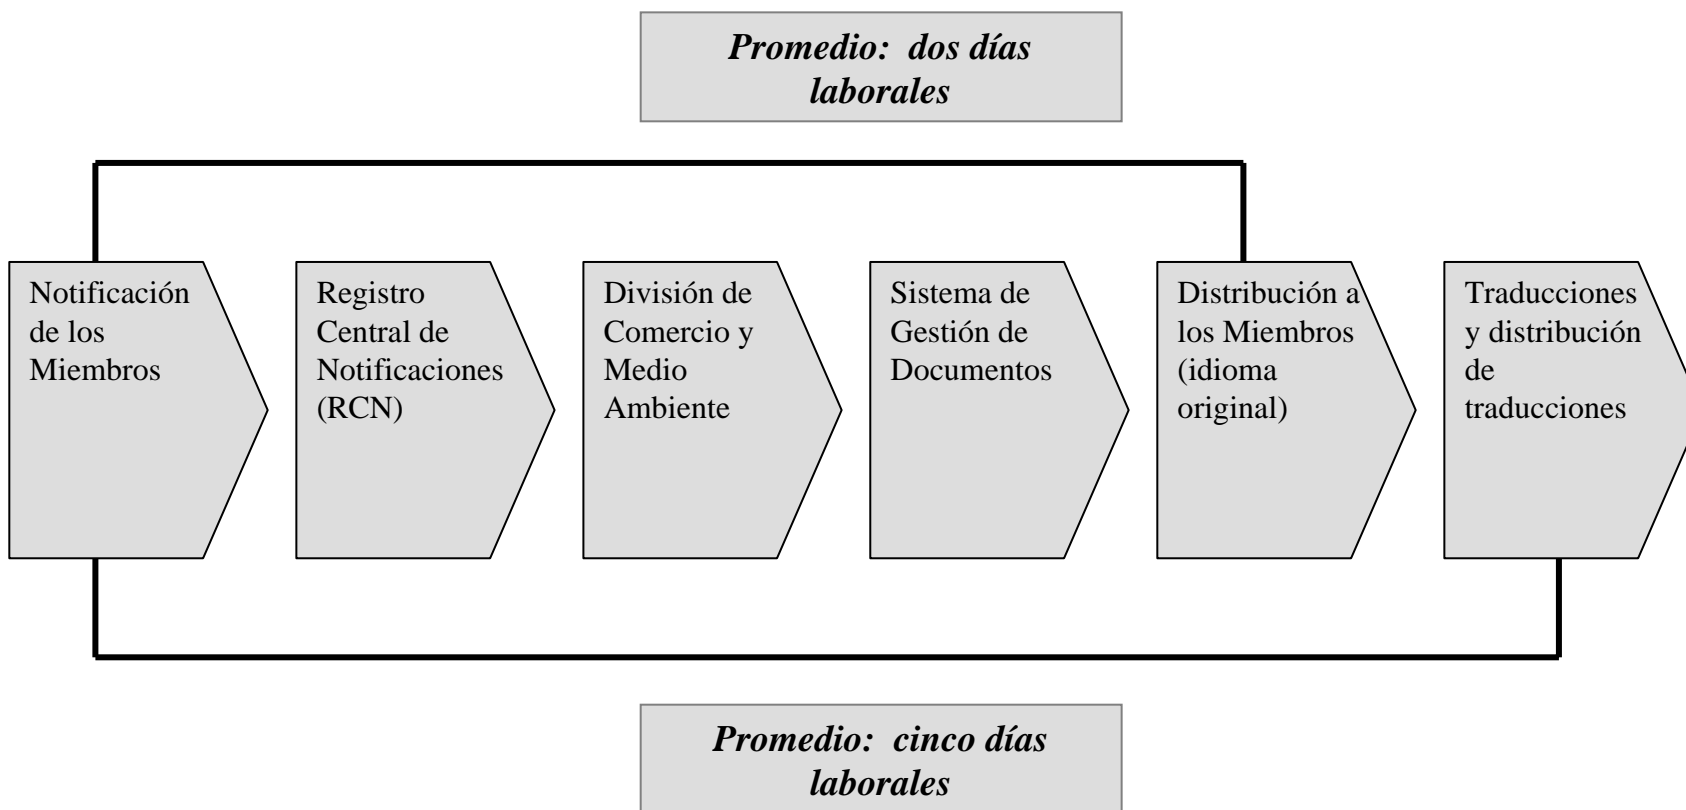 Promedio:  dos días
laborales
Notificación
de los
Miembros
Registro
Central de
Notificaciones
(RCN)
División de
Comercio y
Medio
Ambiente
Sistema de
Gestión de
Documentos
Distribución a
los Miembros
(idioma
original)
Traducciones
y distribución
de
traducciones
Promedio:  cinco días
laborales